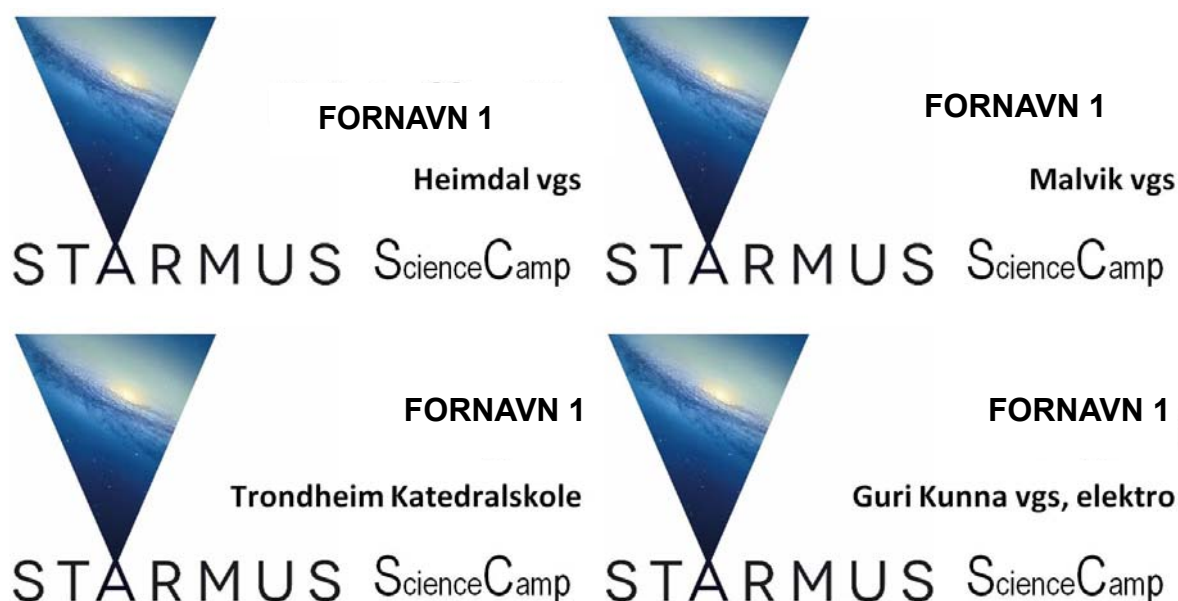 FORNAVN 1
Heimdal vgs
STARMUS ScienceCamp
FORNAVN 1
Malvik vgs
STARMUS ScienceCamp
FORNAVN 1
Trondheim Katedralskole
STARMUS ScienceCamp
FORNAVN 1
Guri Kunna vgs, elektro
STARMUS ScienceCamp